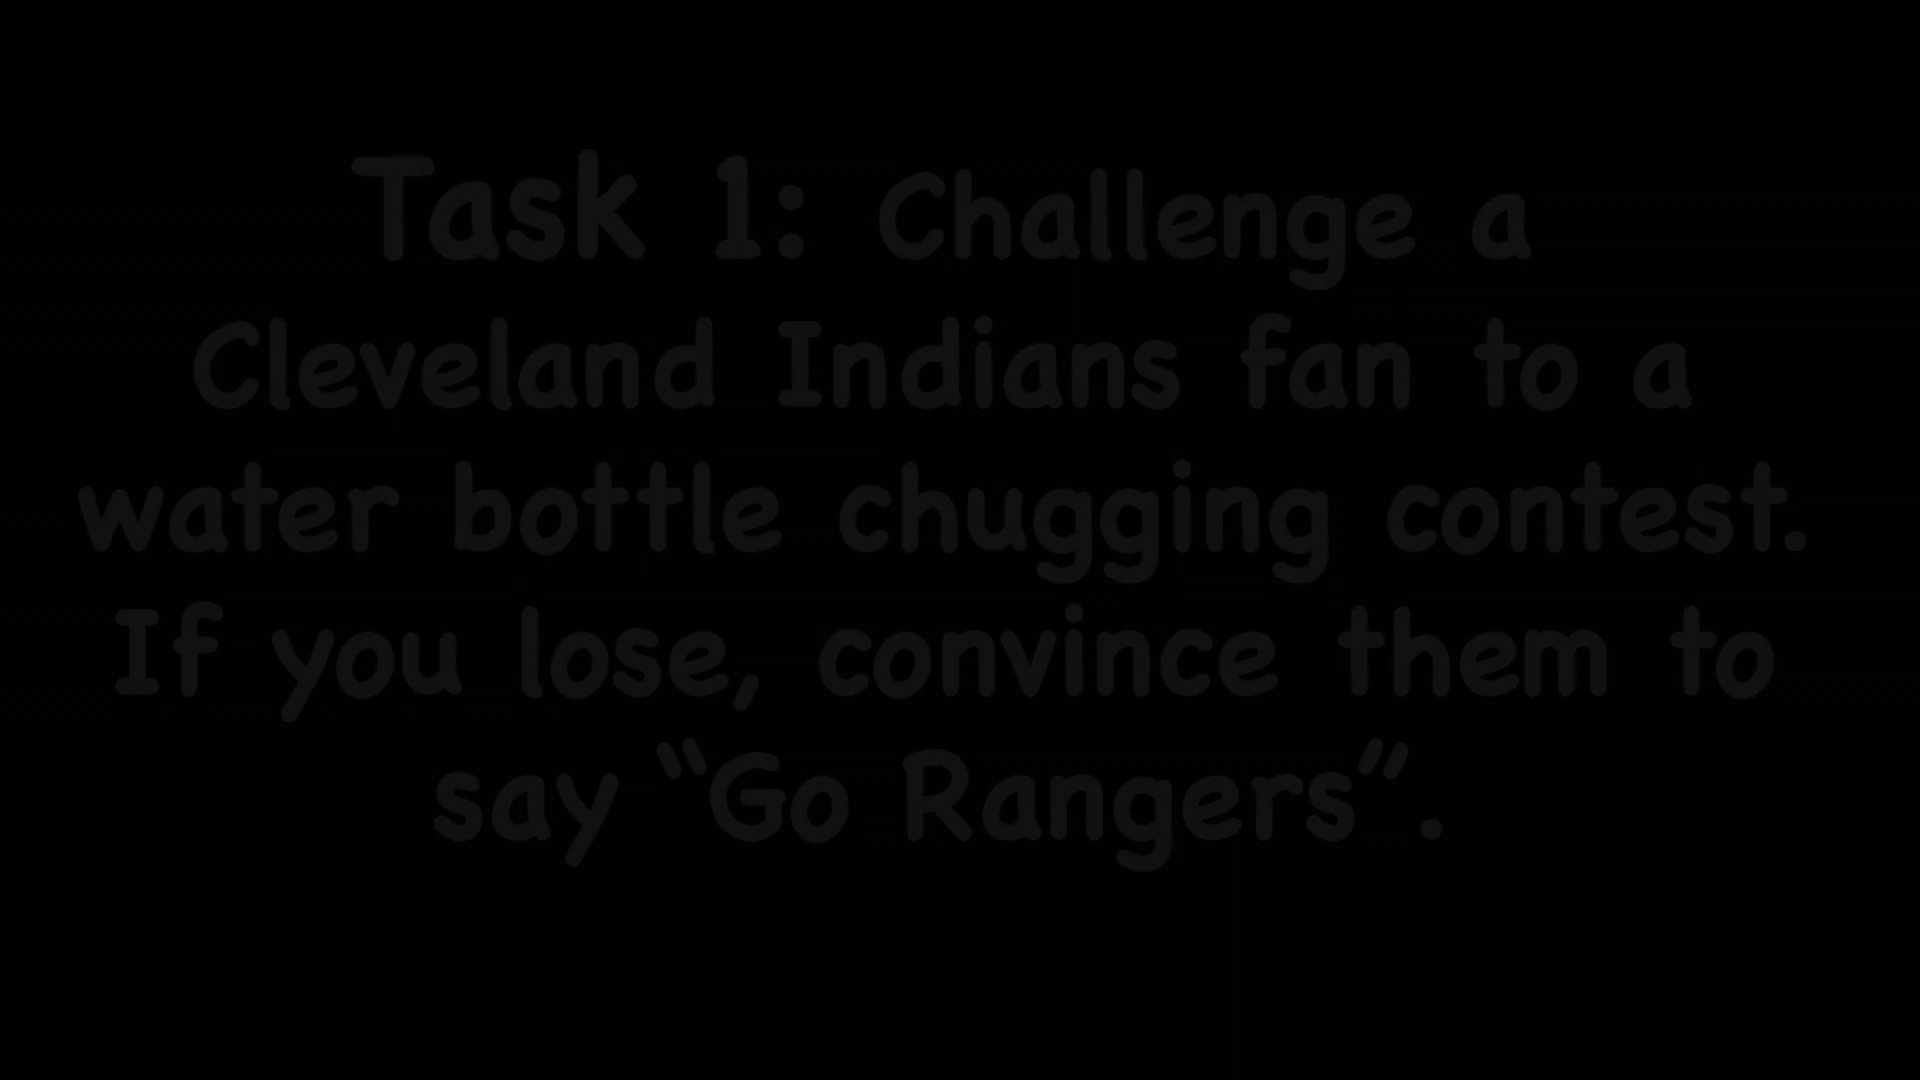 Task 1: Challenge a
Cleveland Indians fan to a
water bottle chugging contest.
If you lose, convince them to
say “Go Rangers”.